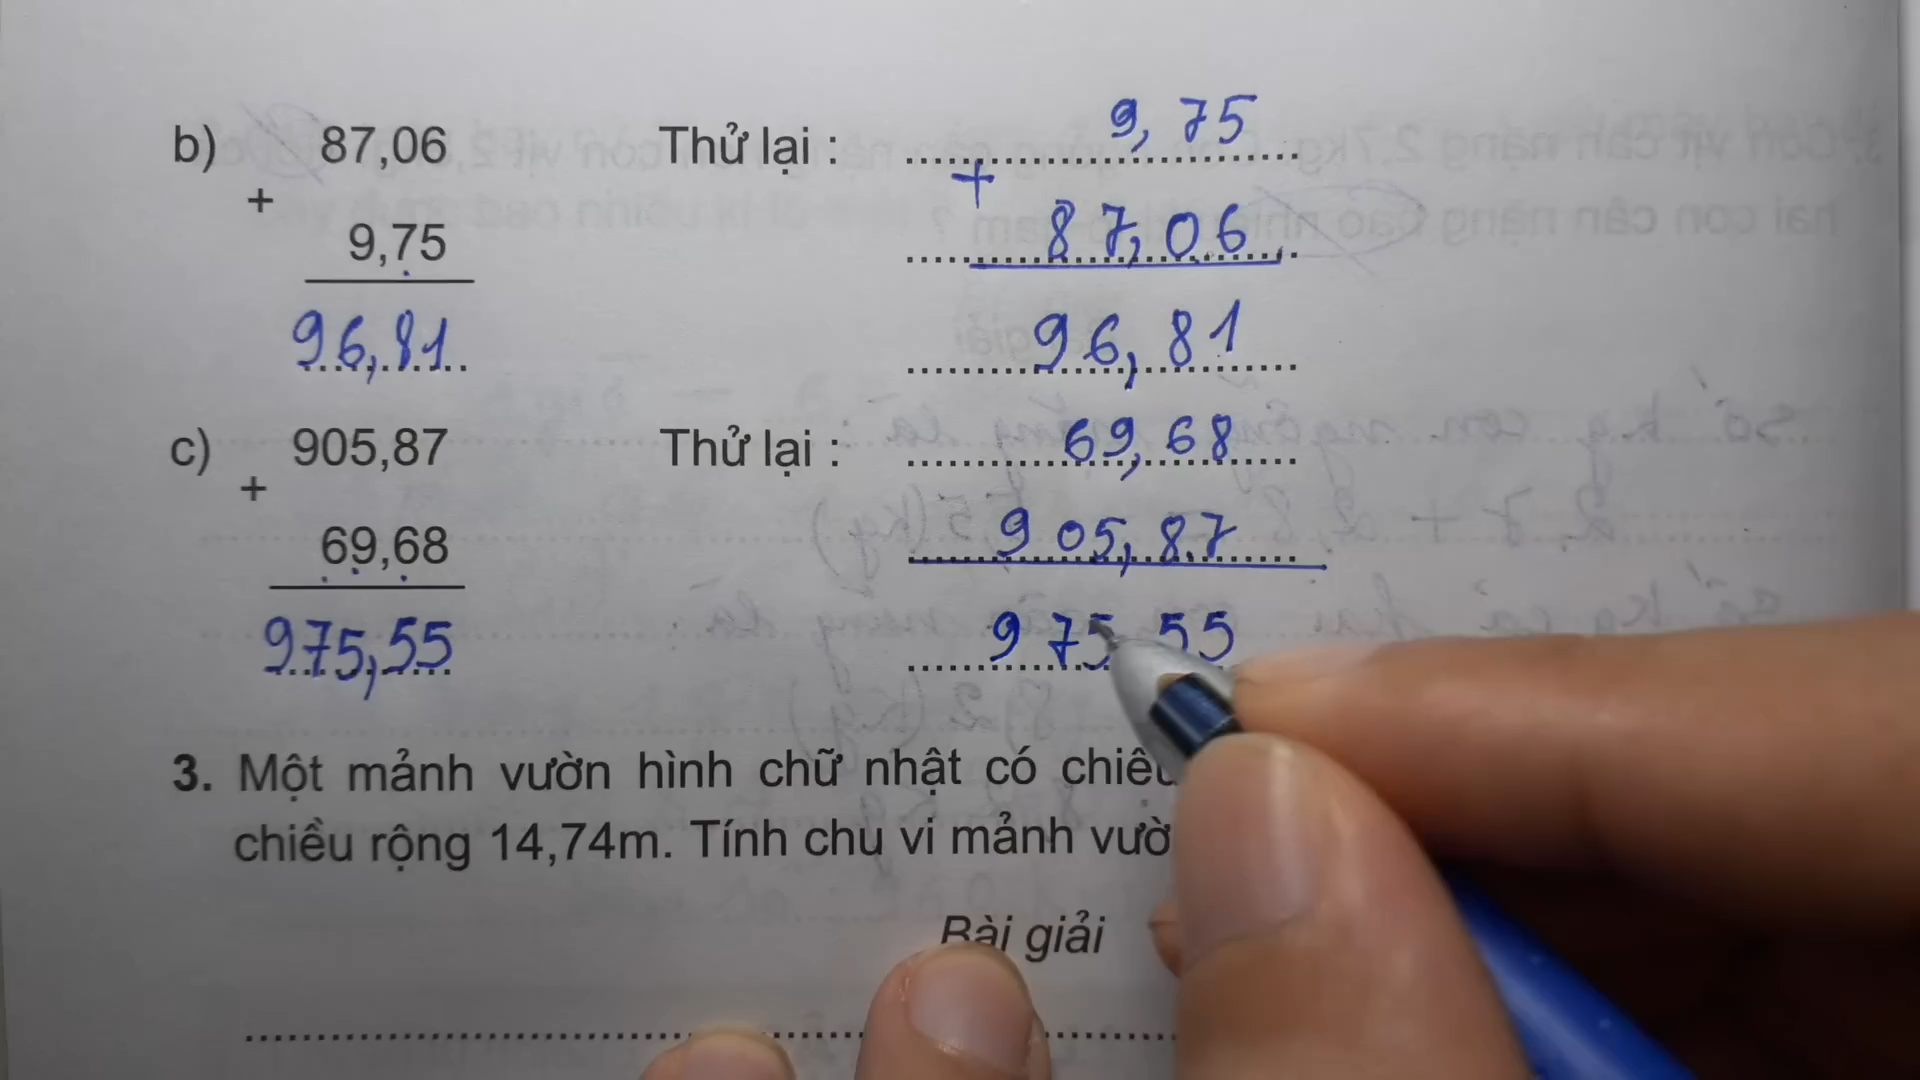 b) 87,06 Thử lại : 9,75
+ +
9,75 87,06
96,81 96,81
c) 905,87 Thử lại : 69,68
+
69,68 905,87
975,55 975 55
3. Một mảnh vườn hình chữ nhật có
chiều rộng 14,74m. Tính chu vi mảnh
Bài giải